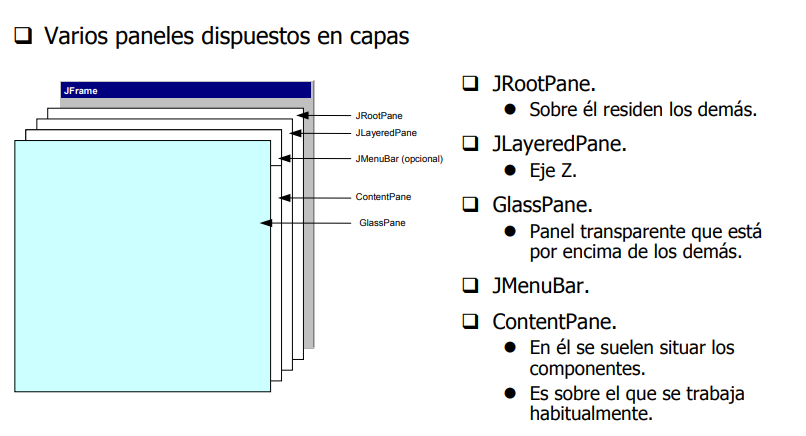 Varios paneles dispuestos en capas
JFrame
JRootPane
JLayeredPane
JMenuBar (opcional)
ContentPane
GlassPane
JRootPane.
Sobre él residen los demás.
JLayeredPane.
Eje Z.
GlassPane.
Panel transparente que está
por encima de los demás.
JMenuBar.
ContentPane.
En él se suelen situar los
componentes.
Es sobre el que se trabaja
habitualmente.